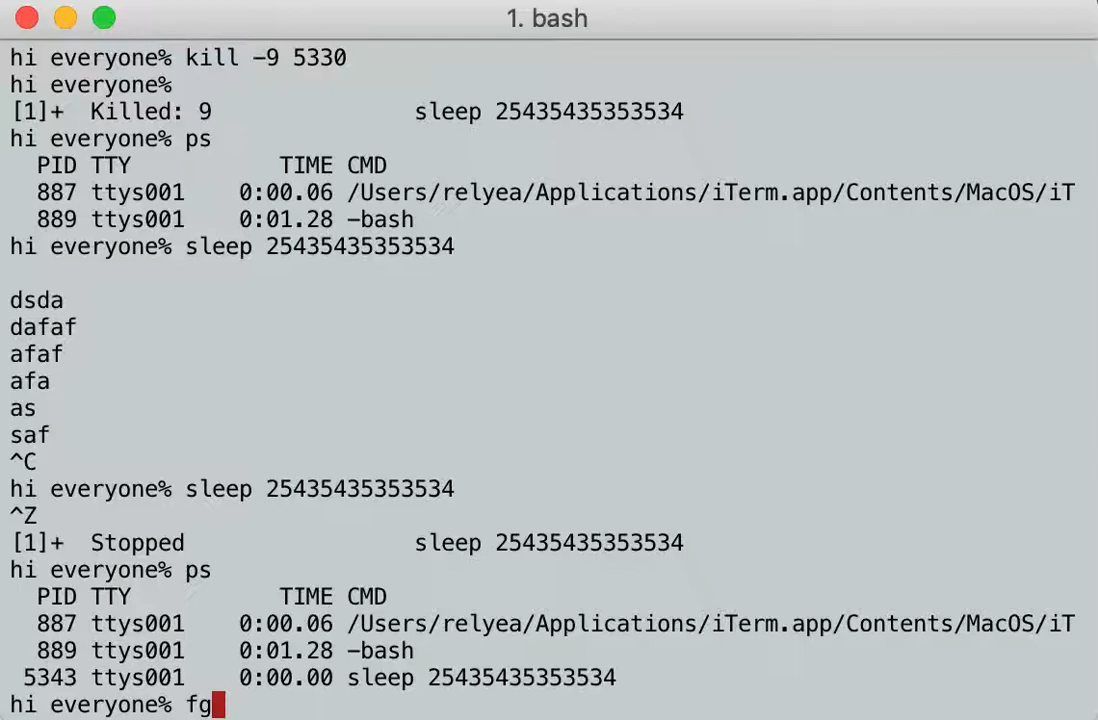 1. bash
hi everyone% kill -9 5330
hi everyone%
[1]+  Killed: 9               sleep 25435435353534
hi everyone% ps
  PID TTY           TIME CMD
  887 ttys001    0:00.06 /Users/relyea/Applications/iTerm.app/Contents/MacOS/iT
  889 ttys001    0:01.28 -bash
hi everyone% sleep 25435435353534
dsda
dafaf
afaf
afa
as
saf
^C
hi everyone% sleep 25435435353534
^Z
[1]+  Stopped                 sleep 25435435353534
hi everyone% ps
  PID TTY           TIME CMD
  887 ttys001    0:00.06 /Users/relyea/Applications/iTerm.app/Contents/MacOS/iT
  889 ttys001    0:01.28 -bash
 5343 ttys001    0:00.00 sleep 25435435353534
hi everyone% fg